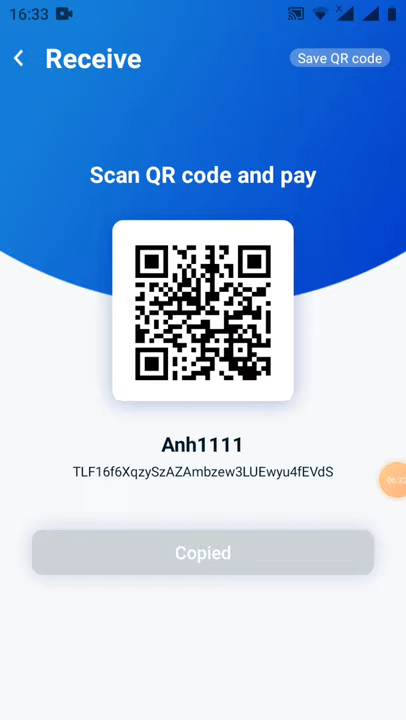 16:33
Receive
Save QR code
Scan QR code and pay
Anh1111
TLF16f6XqzySzAZAmbzew3LUEwyu4fEVdS
Copied